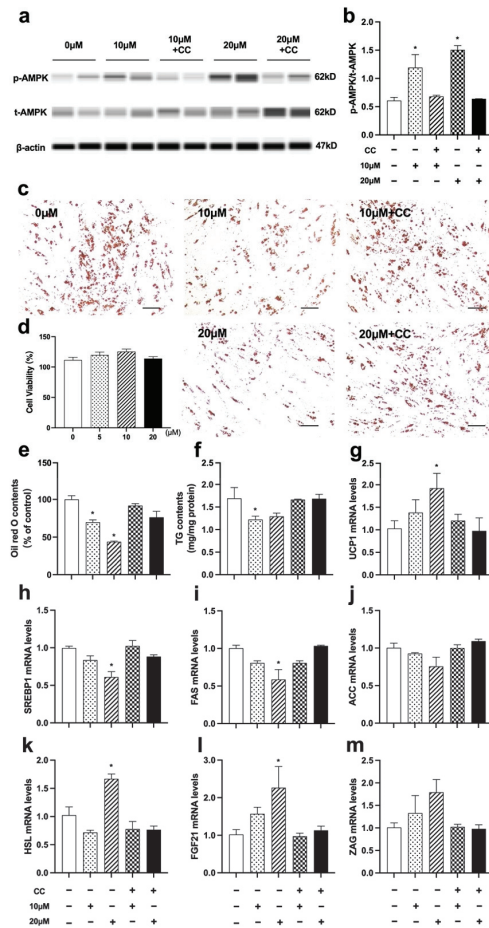 a
0μM 10μM 10μM +CC 20μM 20μM +CC
p-AMPK 62kD
t-AMPK 62kD
β-actin 47kD
b
p-AMPK/t-AMPK
2.0
1.5
1.0
0.5
0.0
* *
CC − − + − +
10μM − + + − −
20μM − − − + +
c
0μM 10μM 10μM+CC
20μM 20μM+CC
d
Cell Viability (%)
150
100
50
0
0 5 10 20 (μM)
e
Oil red O contents
(% of control)
150
100
50
0
* *
f
TG contents
(mg/mg protein)
2.5
2.0
1.5
1.0
0.5
0.0
*
g
UCP1 mRNA levels
2.5
2.0
1.5
1.0
0.5
0.0
*
h
SREBP1 mRNA levels
1.5
1.0
0.5
0.0
*
i
FAS mRNA levels
1.5
1.0
0.5
0.0
*
j
ACC mRNA levels
1.5
1.0
0.5
0.0
k
HSL mRNA levels
2.0
1.5
1.0
0.5
0.0
*
l
FGF21 mRNA levels
3.0
2.0
1.0
0.0
*
m
ZAG mRNA levels
2.5
2.0
1.5
1.0
0.5
0.0
CC − − − + + − − − + + − − − + +
10μM − + − + − − + − + − − + − + −
20μM − − + − + − − + − + − − + − +